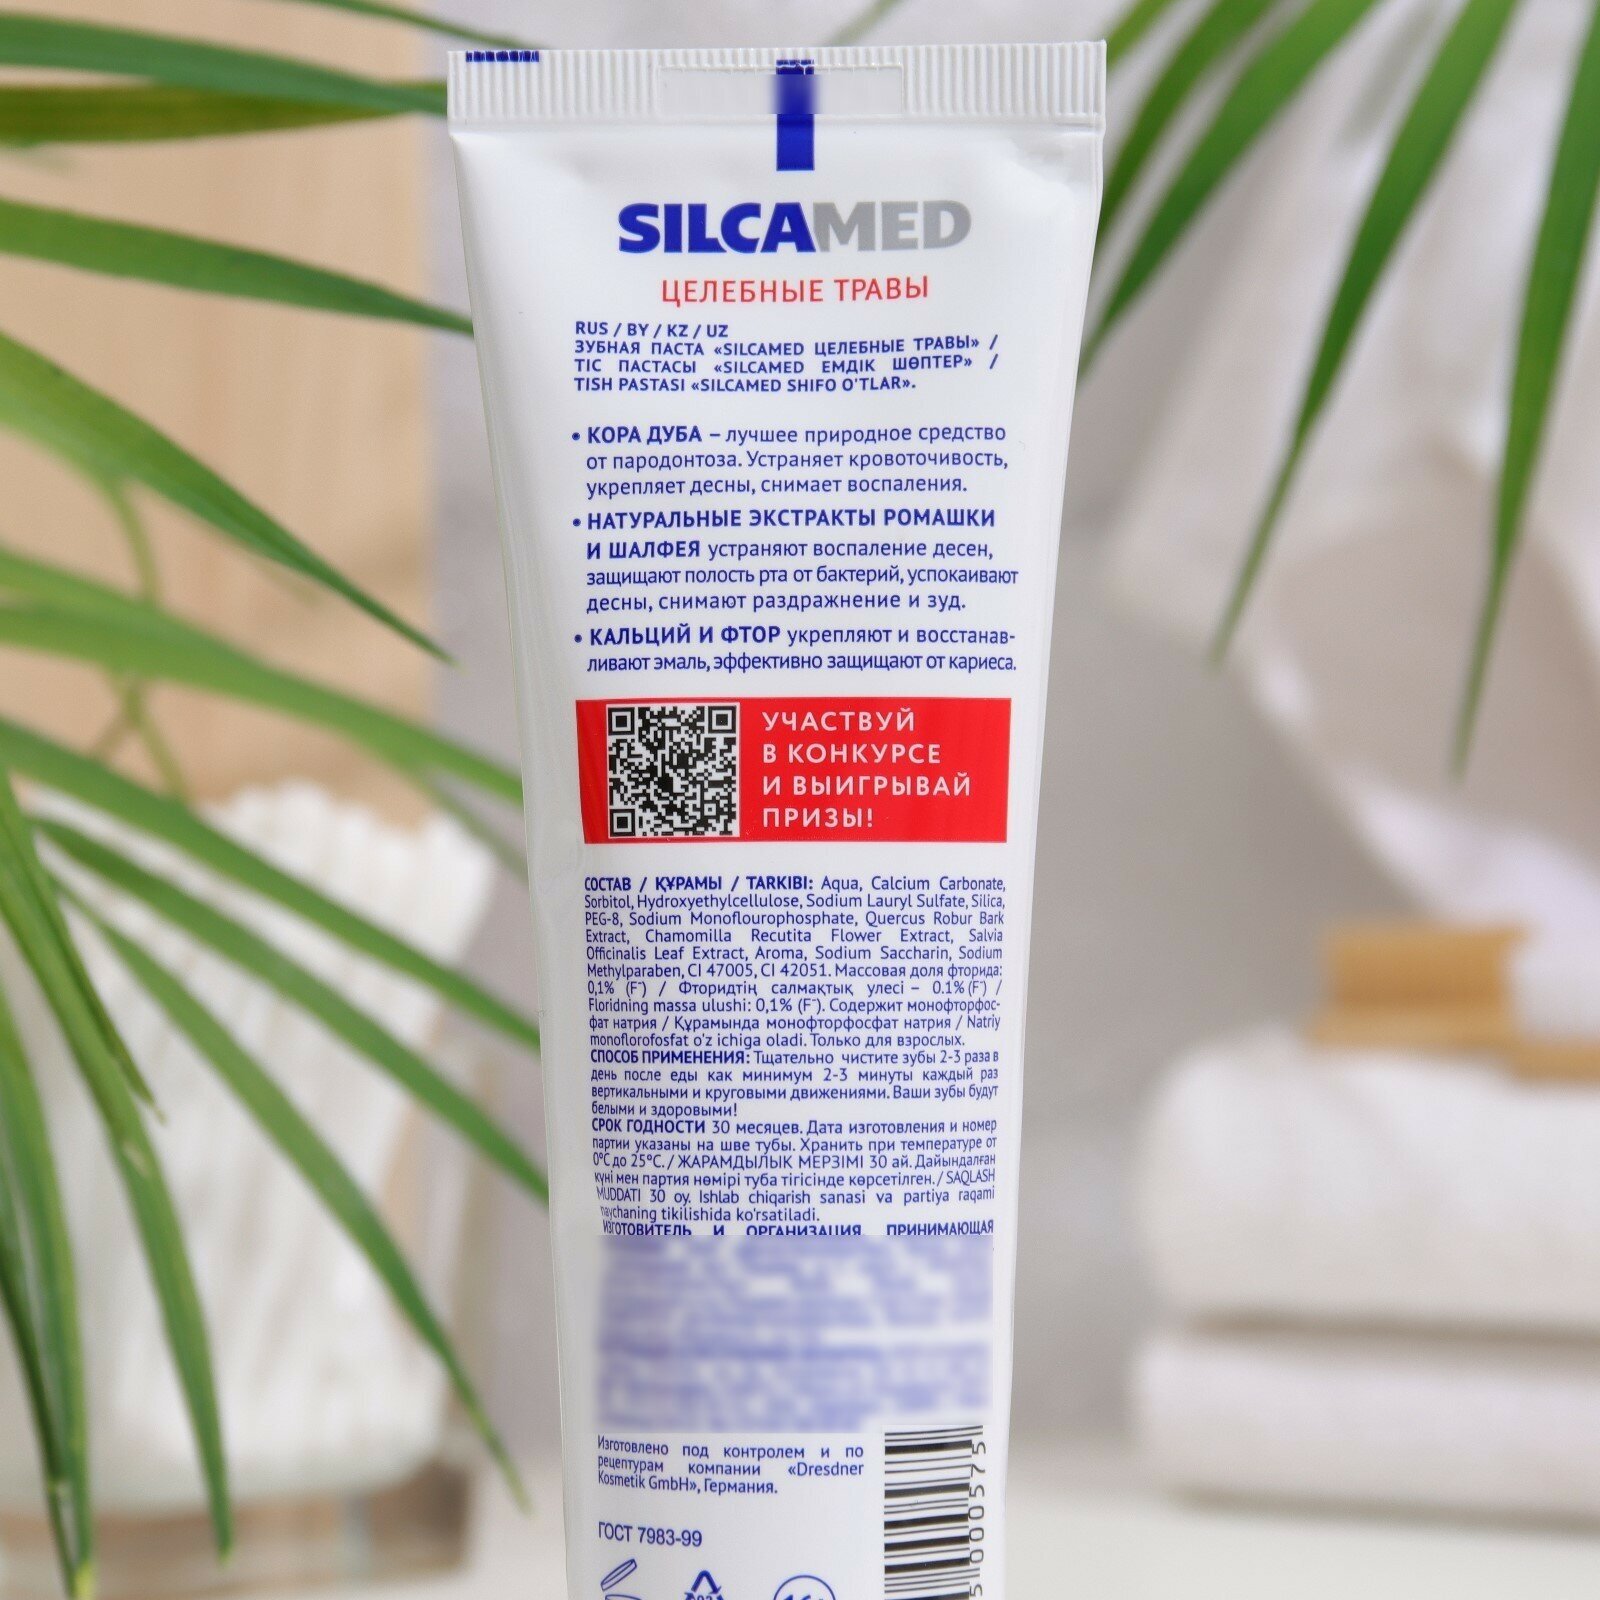 SILCAMED
ЦЕЛЕБНЫЕ ТРАВЫ
RUS / BY / KZ / UZ
ЗУБНАЯ ПАСТА «SILCAMED ЦЕЛЕБНЫЕ ТРАВЫ» /
ТІС ПАСТАСЫ «SILCAMED ЕМДІК ШӨПТЕР» /
TISH PASTASI «SILCAMED SHIFO O'TLAR».
• КОРА ДУБА – лучшее природное средство
от пародонтоза. Устраняет кровоточивость,
укрепляет десны, снимает воспаления.
• НАТУРАЛЬНЫЕ ЭКСТРАКТЫ РОМАШКИ
И ШАЛФЕЯ устраняют воспаление десен,
защищают полость рта от бактерий, успокаивают
десны, снимают раздражнение и зуд.
• КАЛЬЦИЙ И ФТОР укрепляют и восстанав-
ливают эмаль, эффективно защищают от кариеса.
УЧАСТВУЙ
В КОНКУРСЕ
И ВЫИГРЫВАЙ
ПРИЗЫ!
СОСТАВ / ҚҰРАМЫ / TARKIBI: Aqua, Calcium Carbonate,
Sorbitol, Hydroxyethylcellulose, Sodium Lauryl Sulfate, Silica,
PEG-8, Sodium Monoflourophosphate, Quercus Robur Bark
Extract, Chamomilla Recutita Flower Extract, Salvia
Officinalis Leaf Extract, Aroma, Sodium Saccharin, Sodium
Methylparaben, CI 47005, CI 42051. Массовая доля фторида:
0,1% (F⁻) / Фторидтің салмақтық улесі – 0.1% (F⁻) /
Floridning massa ulushi: 0,1% (F⁻). Содержит монофторфос-
фат натрия / Құрамында монофторфосфат натрия / Natriy
monoflorofosfat o'z ichiga oladi. Только для взрослых.
СПОСОБ ПРИМЕНЕНИЯ: Тщательно чистите зубы 2-3 раза в
день после еды как минимум 2-3 минуты каждый раз
вертикальными и круговыми движениями. Ваши зубы будут
белыми и здоровыми!
СРОК ГОДНОСТИ 30 месяцев. Дата изготовления и номер
партии указаны на шве тубы. Хранить при температуре от
0°C до 25°C. / ЖАРАМДЫЛЫК МЕРЗІМІ 30 ай. Дайындалған
күні мен партия нөмірі туба тігісінде көрсетілген. / SAQLASH
MUDDATI 30 oy. Ishlab chiqarish sanasi va partiya raqami
naychaning tikilishida ko'rsatiladi.
ИЗГОТОВИТЕЛЬ И ОРГАНИЗАЦИЯ, ПРИНИМАЮЩАЯ
Изготовлено под контролем и по
рецептурам компании «Dresdner
Kosmetik GmbH», Германия.
ГОСТ 7983-99
5000575